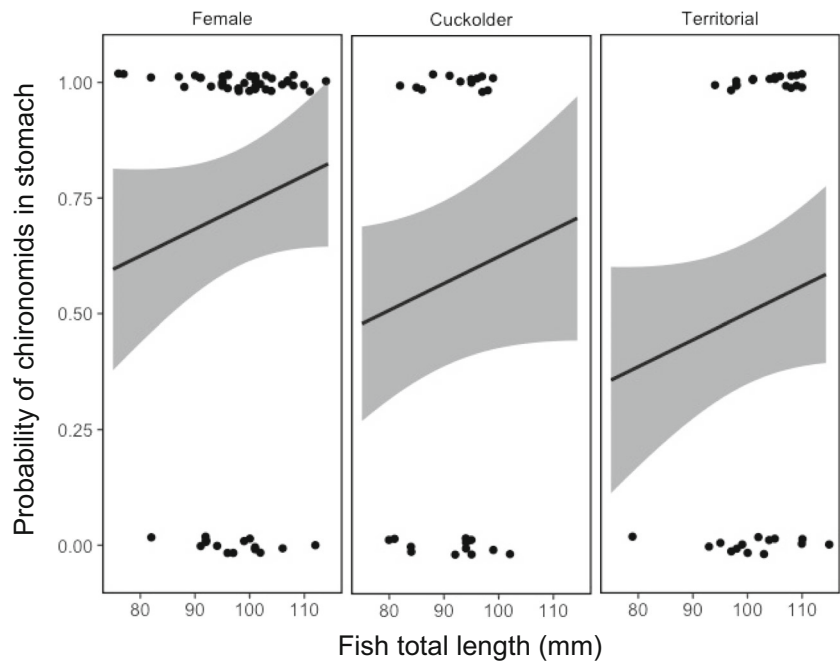 Female Cuckolder Territorial
Probability of chironomids in stomach
1.00
0.75
0.50
0.25
0.00
80 90 100 110 80 90 100 110 80 90 100 110
Fish total length (mm)